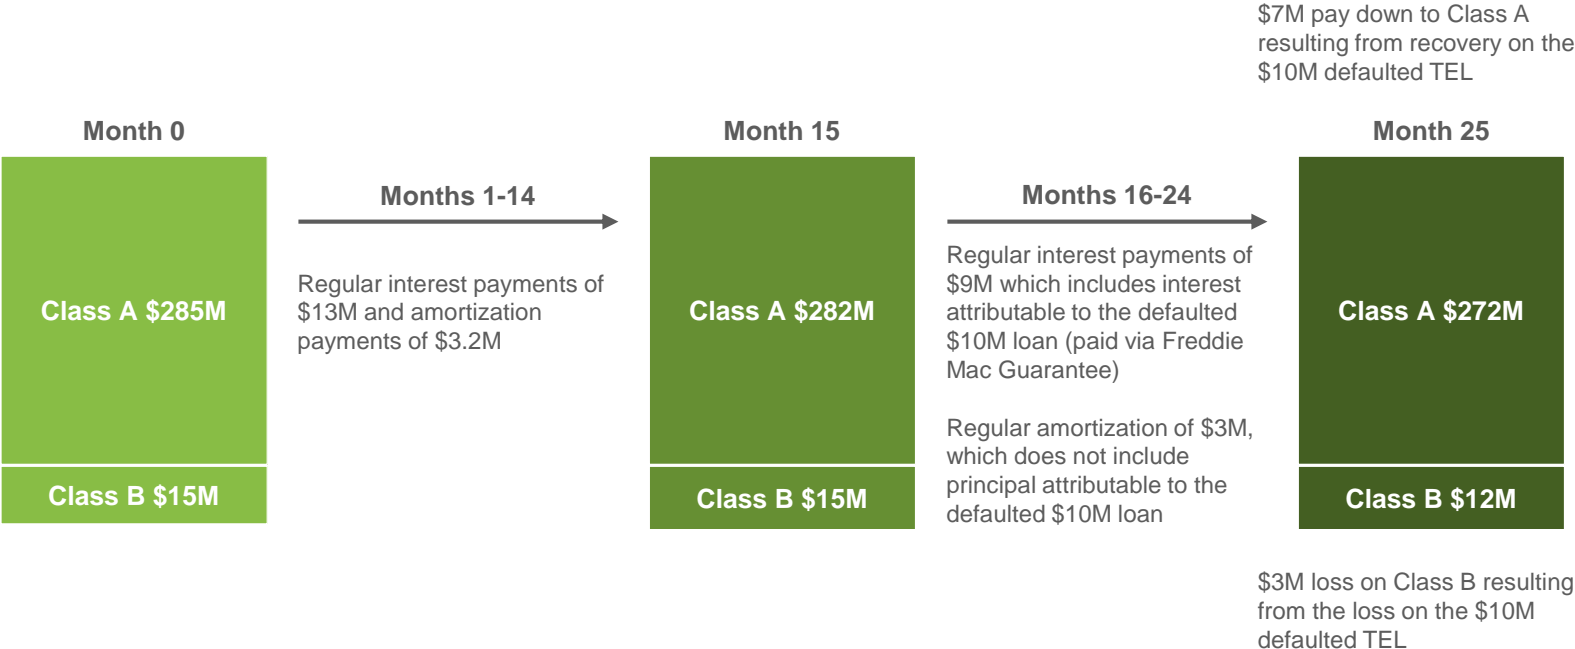 $7M pay down to Class A
resulting from recovery on the
$10M defaulted TEL
Month 0
Class A $285M
Class B $15M
Months 1-14
Regular interest payments of
$13M and amortization
payments of $3.2M
Month 15
Class A $282M
Class B $15M
Months 16-24
Regular interest payments of
$9M which includes interest
attributable to the defaulted
$10M loan (paid via Freddie
Mac Guarantee)
Regular amortization of $3M,
which does not include
principal attributable to the
defaulted $10M loan
Month 25
Class A $272M
Class B $12M
$3M loss on Class B resulting
from the loss on the $10M
defaulted TEL